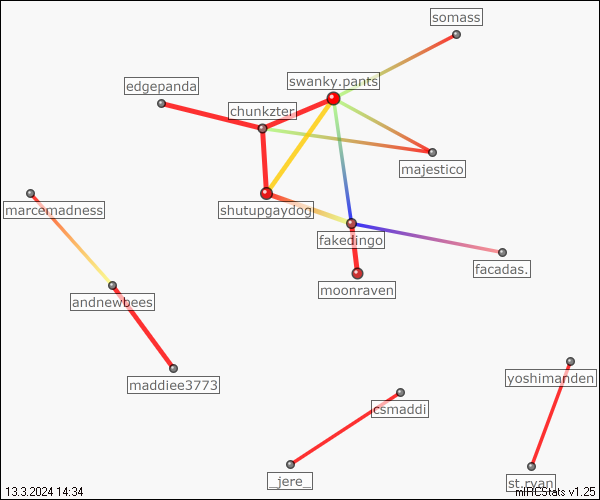 somass
swanky.pants
edgepanda
chunkzter
majestico
marcemadness
shutupgaydog
fakedingo
facadas.
moonraven
andnewbees
maddiee3773
yoshimanden
csmaddi
_jere_
st.ryan
13.3.2024 14:34
mIRCStats v1.25